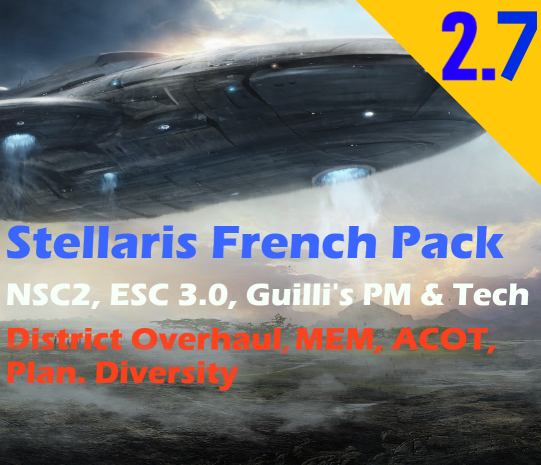 2.7
Stellaris French Pack
NSC2, ESC 3.0, Guilli's PM & Tech
District Overhaul, MEM, ACOT,
Plan. Diversity